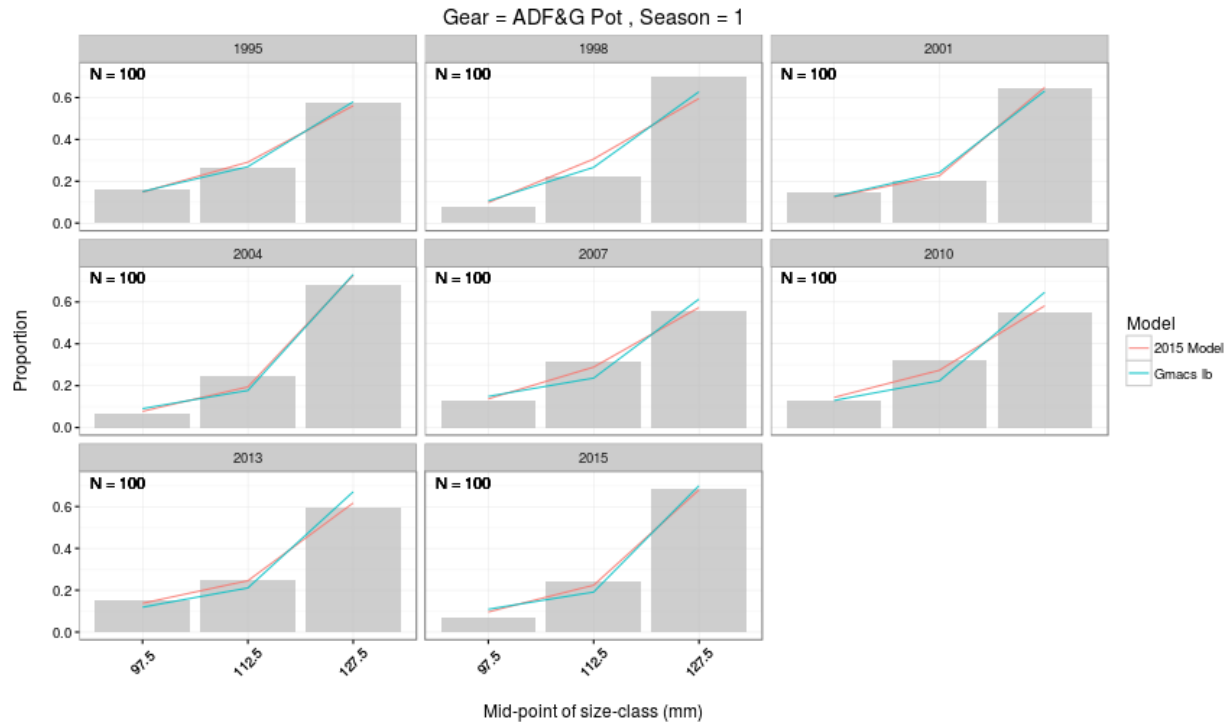 Gear = ADF&G Pot , Season = 1
1995 1998 2001
N = 100 N = 100 N = 100
0.6
0.4
0.2
0.0
2004 2007 2010
N = 100 N = 100 N = 100
0.6
0.4
0.2
0.0
2013 2015
N = 100 N = 100
0.6
0.4
0.2
0.0
97.5 112.5 127.5 97.5 112.5 127.5
Proportion
Mid-point of size-class (mm)
Model
2015 Model
Gmacs lb